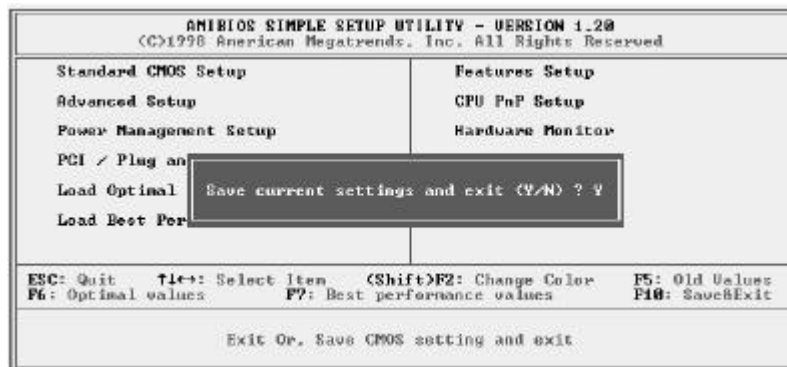 AMIBIOS SIMPLE SETUP UTILITY - VERSION 1.20
(C)1998 American Megatrends, Inc. All Rights Reserved
Standard CMOS Setup
Features Setup
Advanced Setup
CPU PnP Setup
Power Management Setup
Hardware Monitor
PCI / Plug an
Load Optimal
Load Best Per
Save current settings and exit (Y/N) ? Y
ESC: Quit ↑↓←→: Select Item (Shift)F2: Change Color F5: Old Values
F6: Optimal values F7: Best performance values F10: Save&Exit
Exit Or, Save CMOS setting and exit